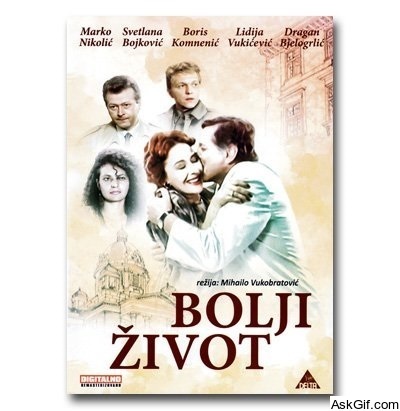 Marko Svetlana Boris Lidija Dragan
Nikolić Bojković Komnenić Vukićević Bjelogrlić
režija: Mihailo Vukobratović
BOLJI
ŽIVOT
DIGITALNO
REMASTERIZOVANO
DELTA
AskGif.com